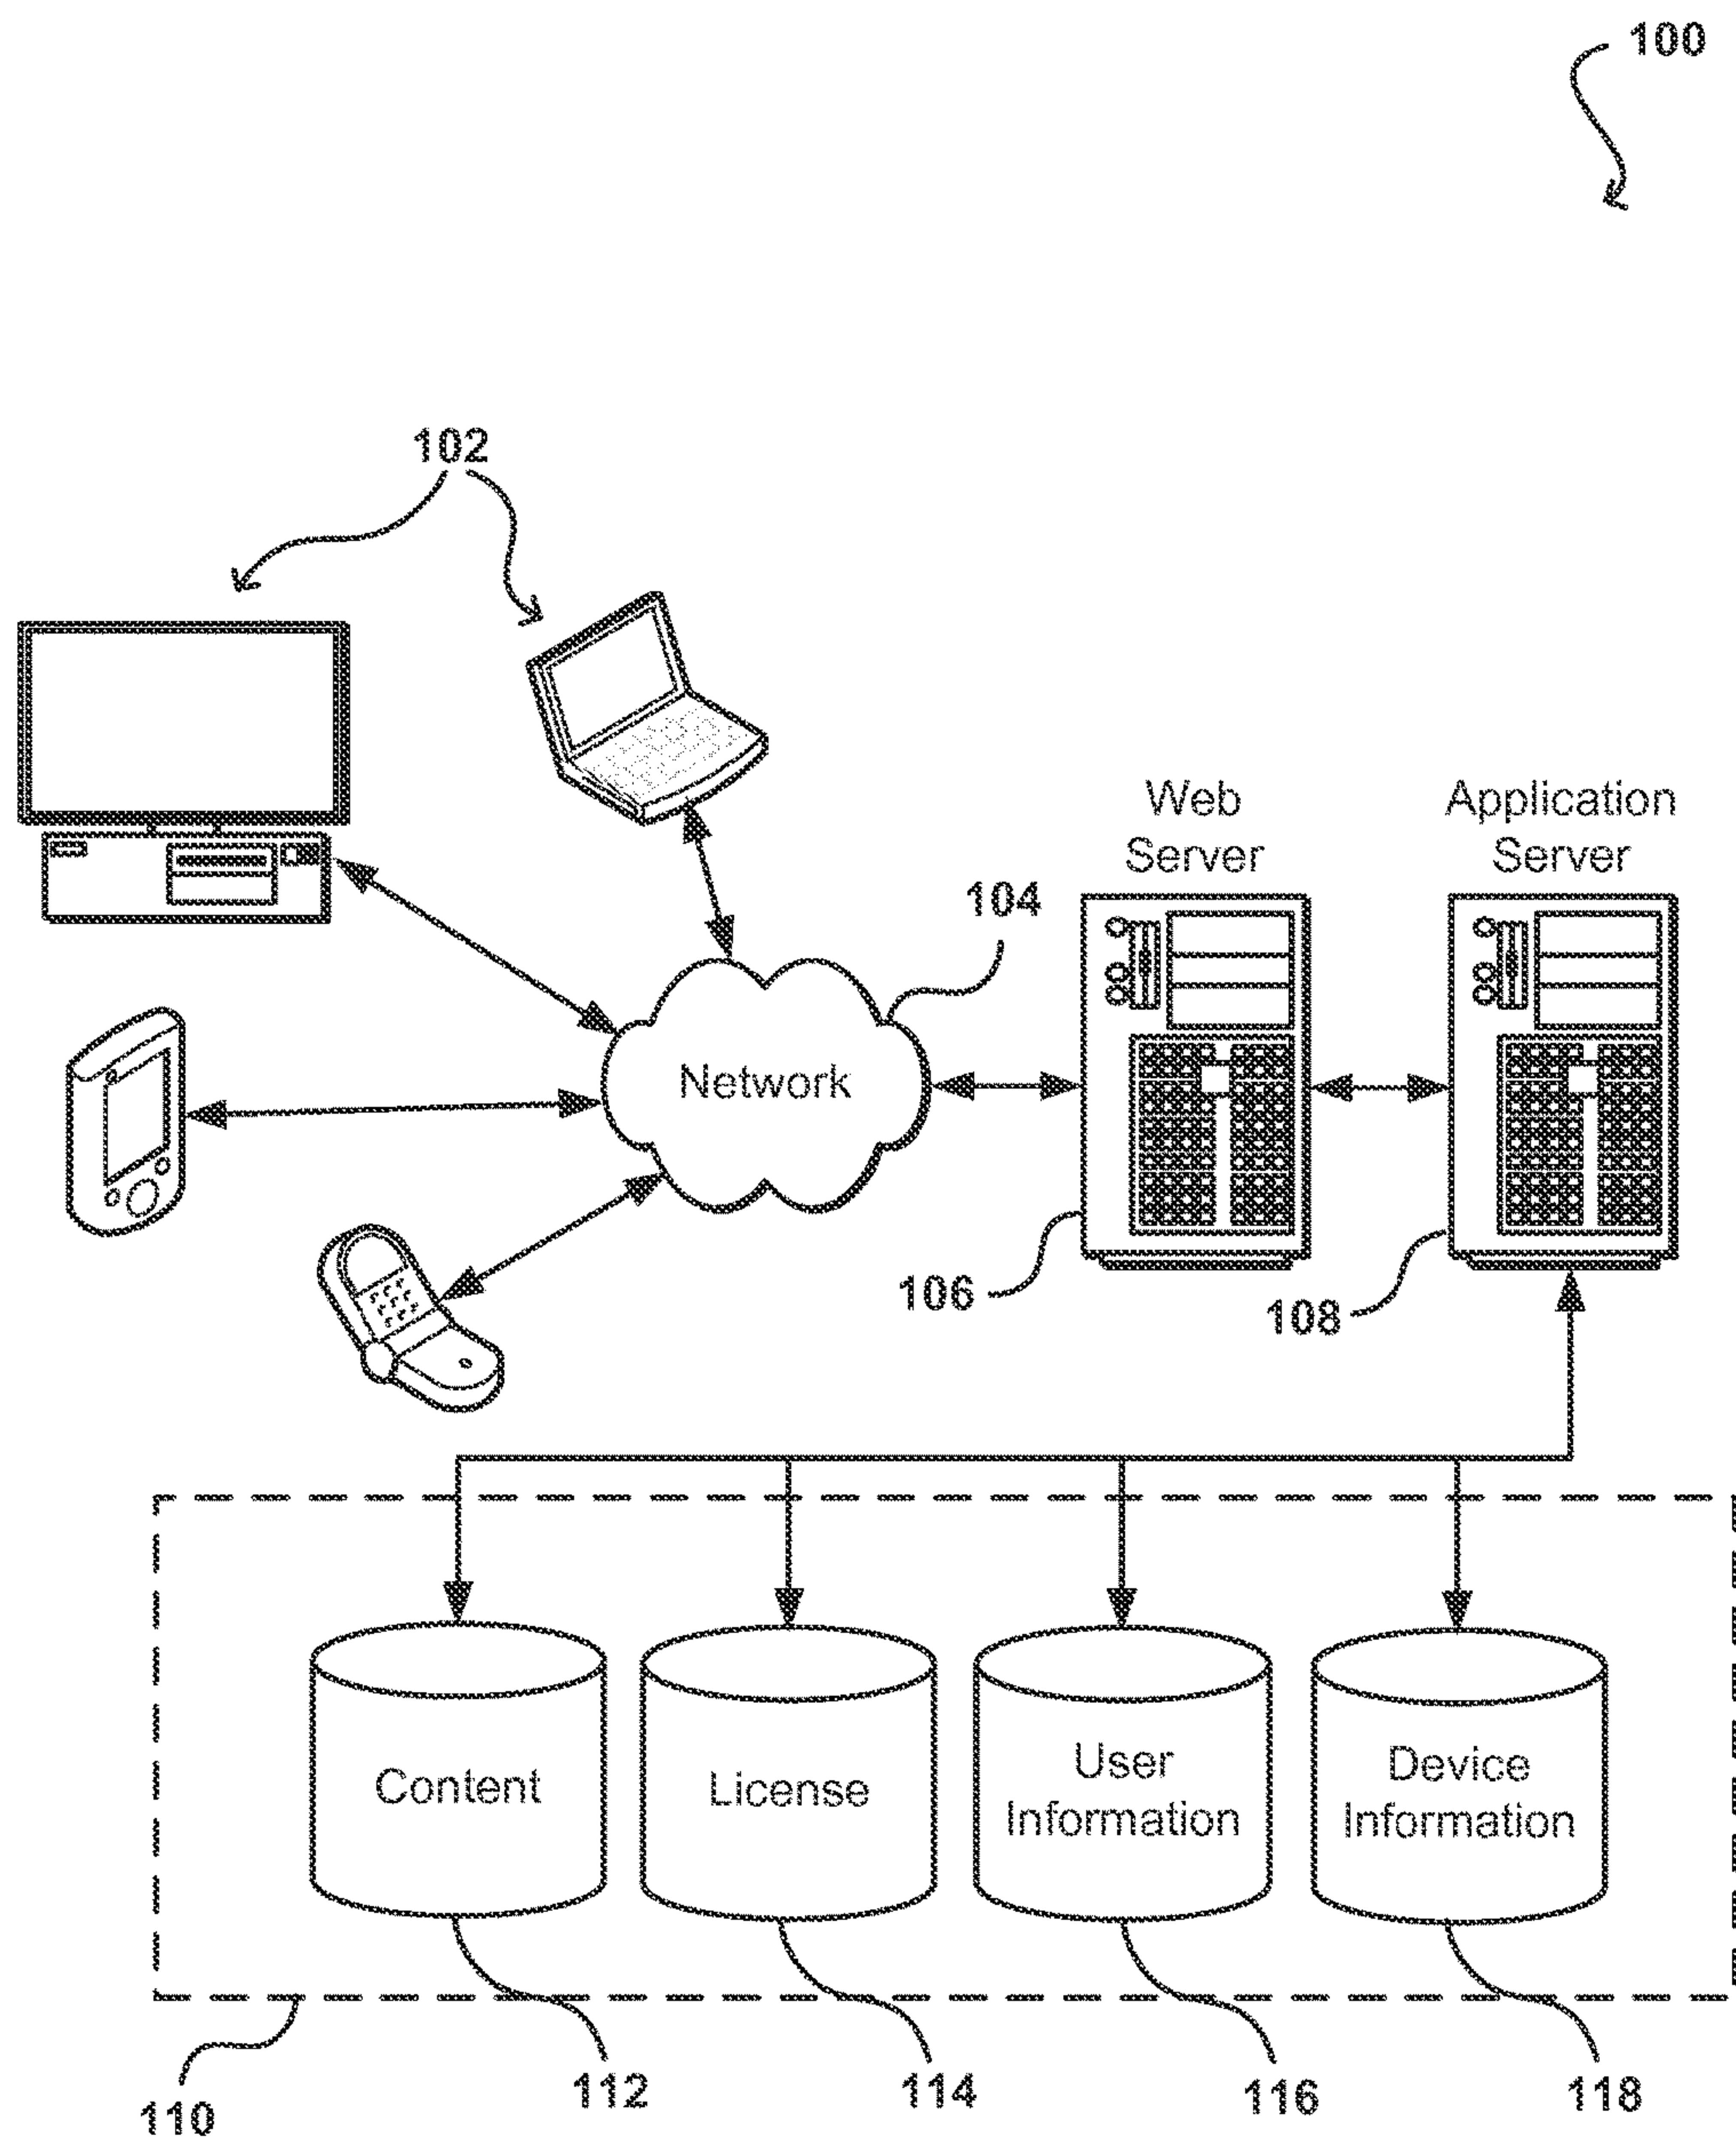 100
102
Web
Server
Application
Server
104
Network
106
108
Content
License
User
Information
Device
Information
110
112
114
116
118